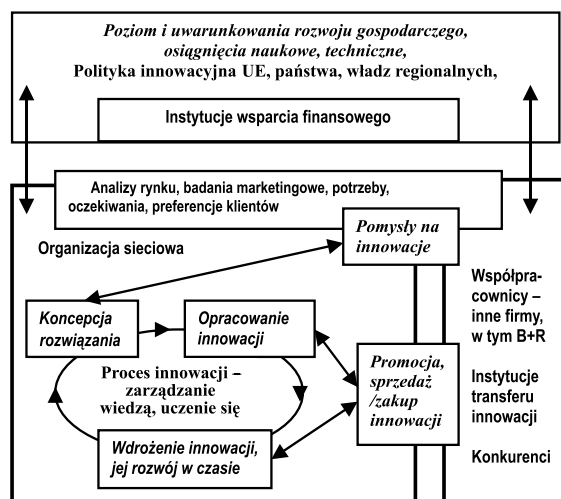 Poziom i uwarunkowania rozwoju gospodarczego,
osiągnięcia naukowe, techniczne,
Polityka innowacyjna UE, państwa, władz regionalnych,
Instytucje wsparcia finansowego
Analizy rynku, badania marketingowe, potrzeby,
oczekiwania, preferencje klientów
Organizacja sieciowa
Pomysły na
innowacje
Współpra-
cownicy –
inne firmy,
w tym B+R
Koncepcja
rozwiązania
Opracowanie
innowacji
Proces innowacji –
zarządzanie
wiedzą, uczenie się
Promocja,
sprzedaż
/zakup
innowacji
Instytucje
transferu
innowacji
Wdrożenie innowacji,
jej rozwój w czasie
Konkurenci